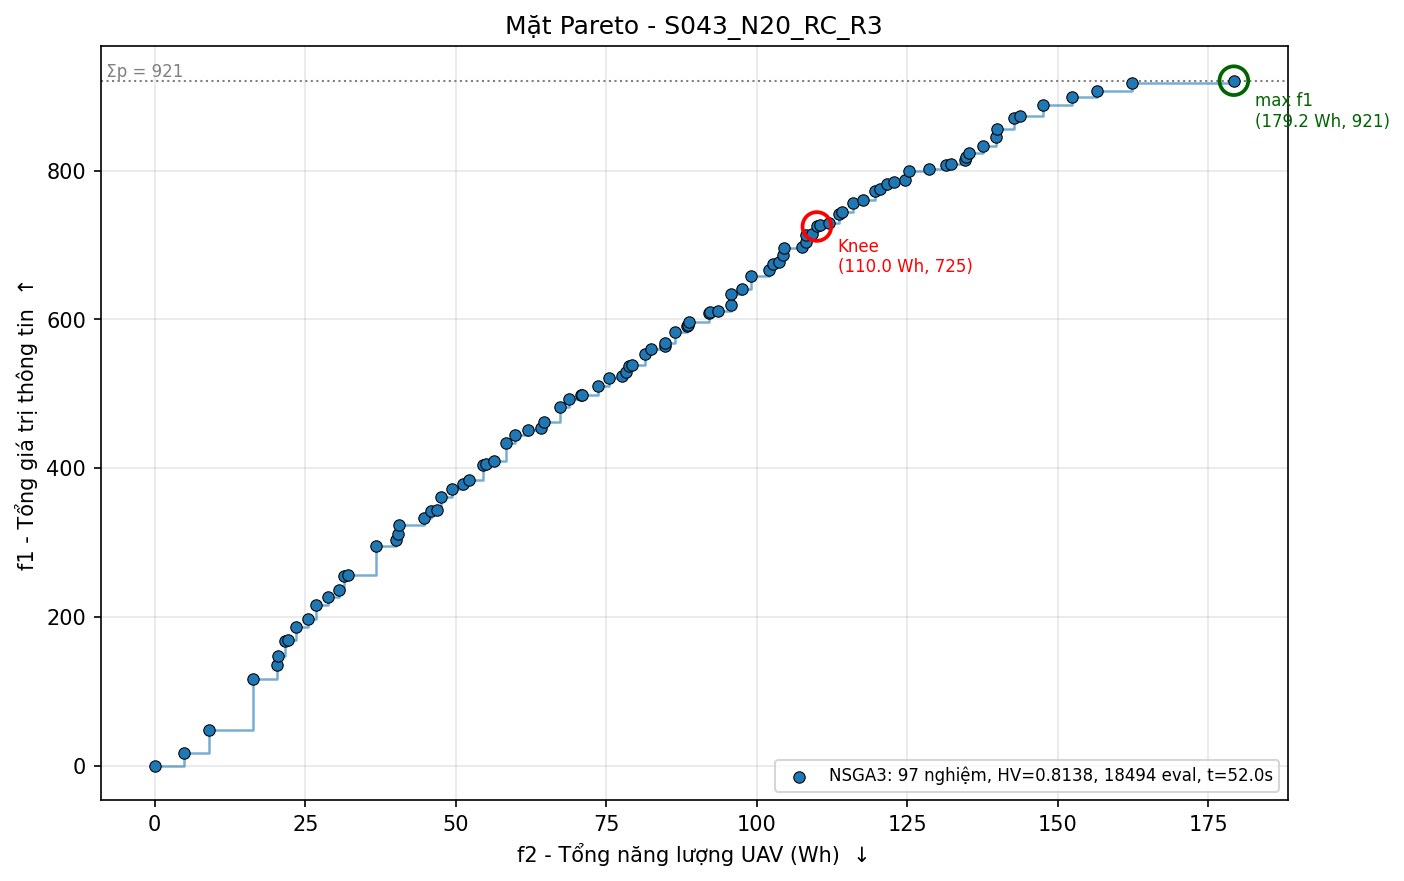 Mặt Pareto - S043_N20_RC_R3
Σp = 921
max f1
(179.2 Wh, 921)
Knee
(110.0 Wh, 725)
f1 - Tổng giá trị thông tin ↑
800
600
400
200
0
NSGA3: 97 nghiệm, HV=0.8138, 18494 eval, t=52.0s
0 25 50 75 100 125 150 175
f2 - Tổng năng lượng UAV (Wh) ↓